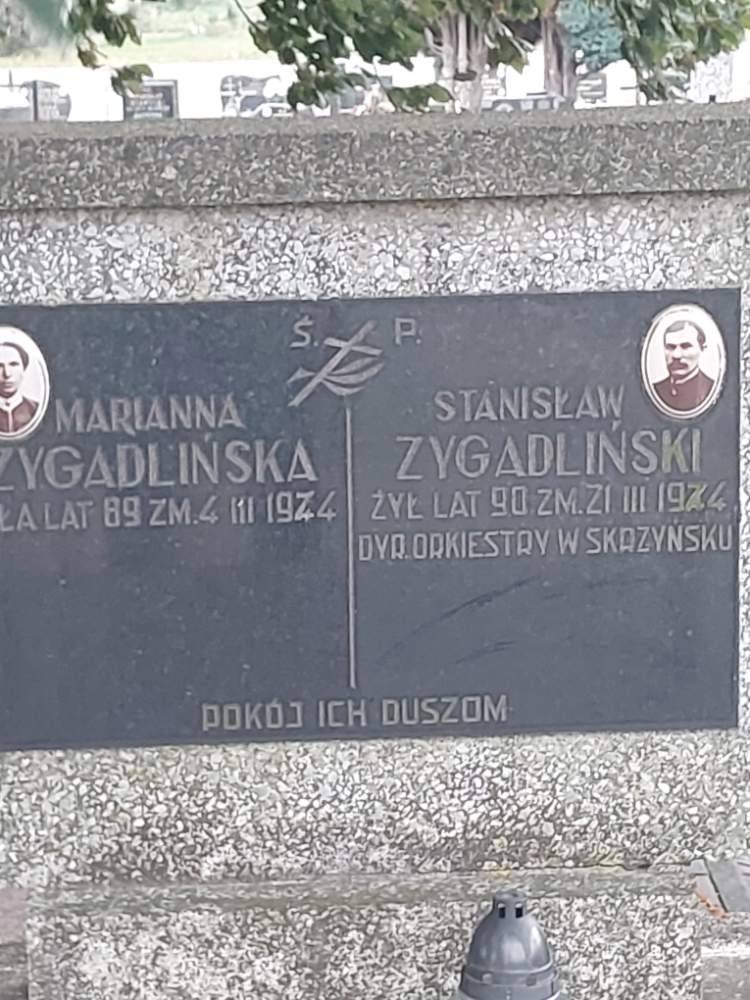 Ś. P.
MARIANNA
ZYGADLIŃSKA
ŁA LAT 89 ZM. 4 III 1974
STANISŁAW
ZYGADLIŃSKI
ŻYŁ LAT 90 ZM. 21 III 1974
DYR. ORKIESTRY W SKRZYŃSKU
POKÓJ ICH DUSZOM